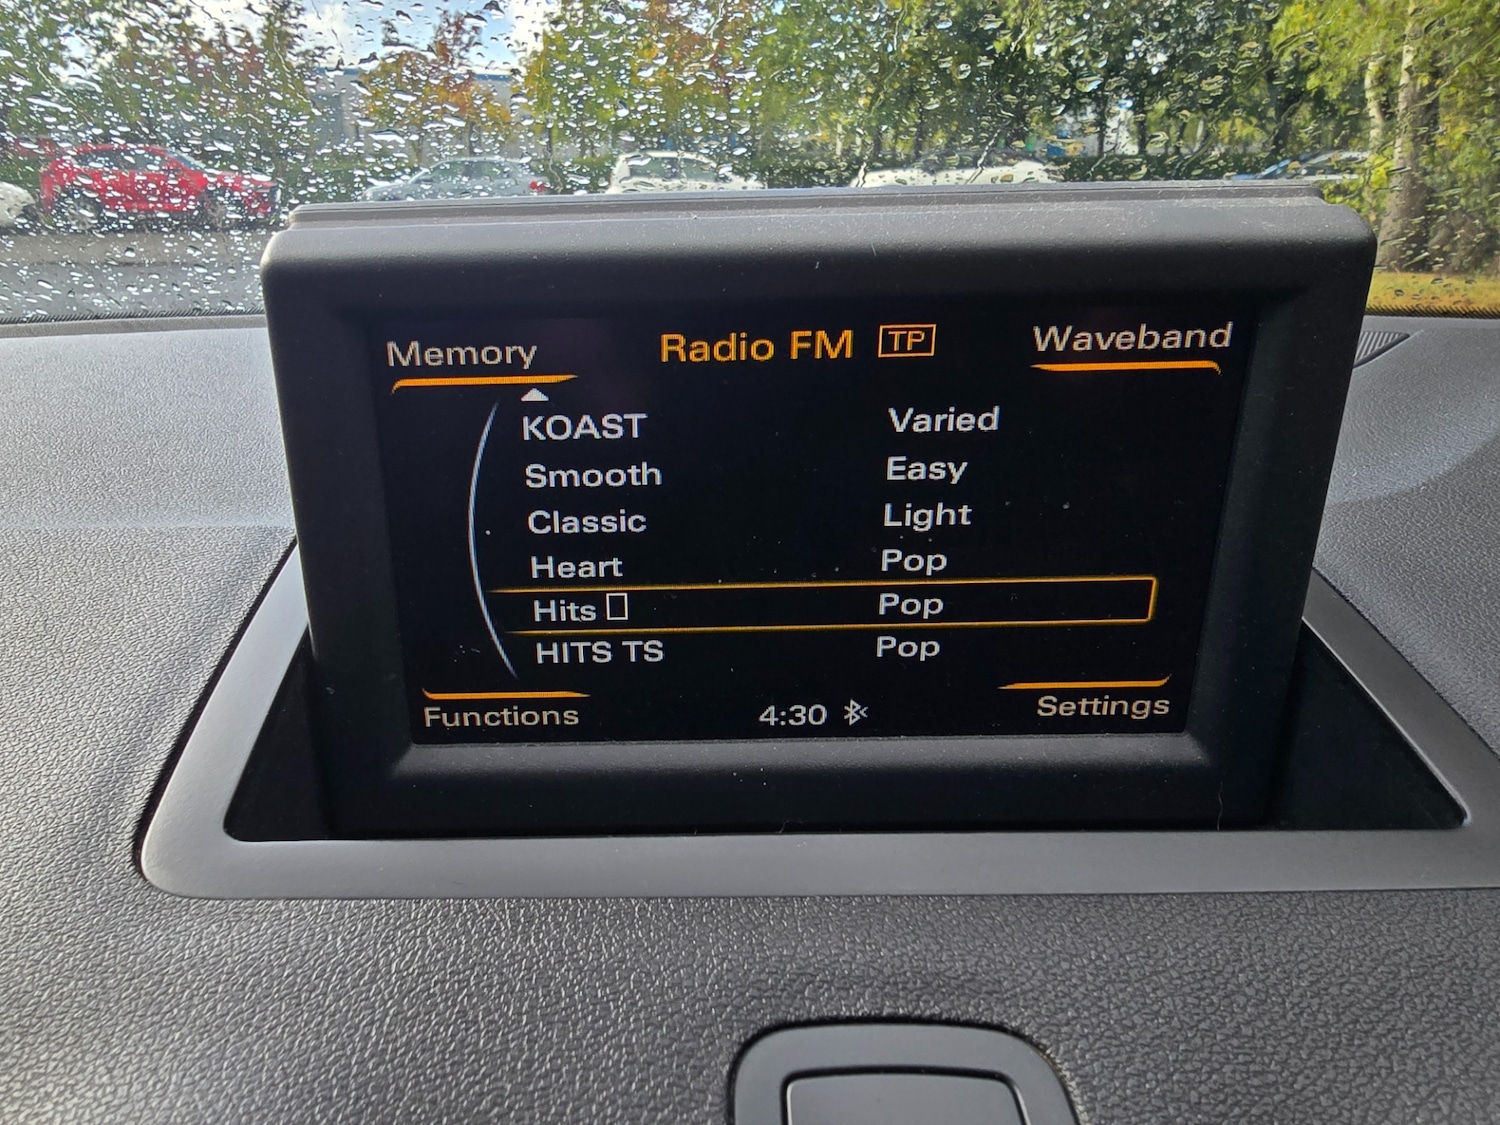 Memory Radio FM TP Waveband
KOAST Varied
Smooth Easy
Classic Light
Heart Pop
Hits Pop
HITS TS Pop
Functions 4:30 Settings